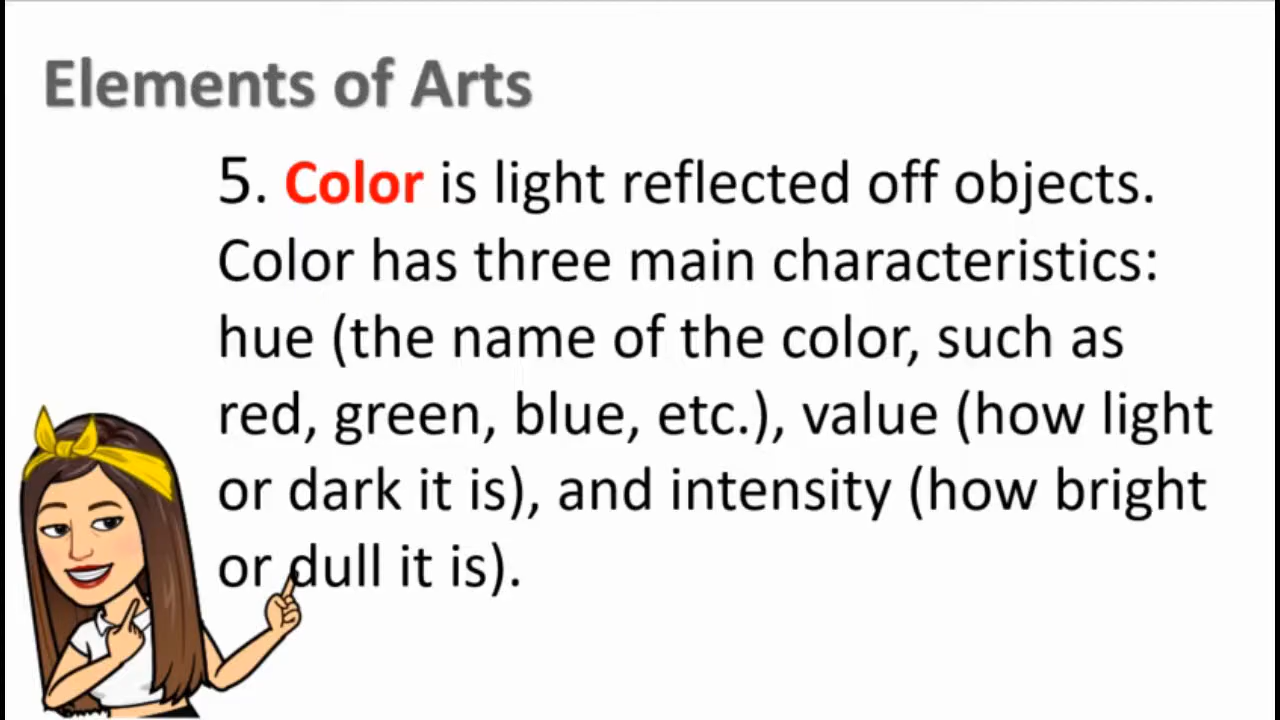 Elements of Arts
5. Color is light reflected off objects.
Color has three main characteristics:
hue (the name of the color, such as
red, green, blue, etc.), value (how light
or dark it is), and intensity (how bright
or dull it is).